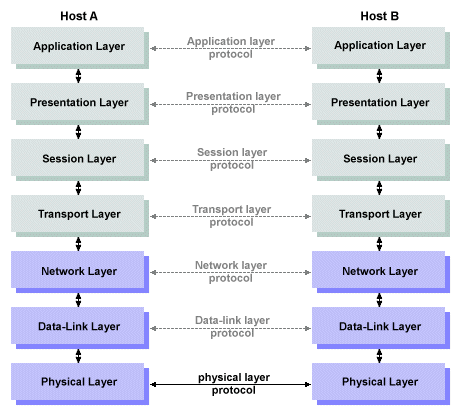 Host A
Host B
Application Layer
Application layer
protocol
Application Layer
Presentation Layer
Presentation layer
protocol
Presentation Layer
Session Layer
Session layer
protocol
Session Layer
Transport Layer
Transport layer
protocol
Transport Layer
Network Layer
Network layer
protocol
Network Layer
Data-Link Layer
Data-link layer
protocol
Data-Link Layer
Physical Layer
physical layer
protocol
Physical Layer